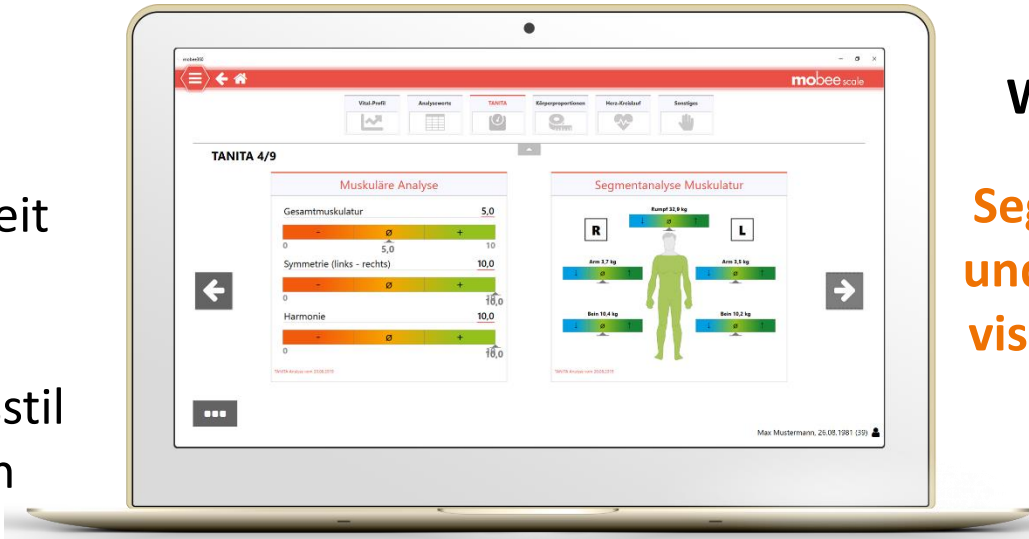 mobee360
mobee scale
Vital-Profil
Analysewerte
TANITA
Körperproportionen
Herz-Kreislauf
Sonstiges
TANITA 4/9
Muskuläre Analyse
Gesamtmuskulatur 5,0
- ø +
0 5,0 10
Symmetrie (links - rechts) 10,0
- ø +
0 10,0
Harmonie 10,0
- ø +
0 10,0
Segmentanalyse Muskulatur
Rumpf 32,9 kg
↓ ø ↑
R L
Arm 3,7 kg Arm 3,5 kg
↓ ø ↑ ↓ ø ↑
Bein 10,4 kg Bein 10,2 kg
↓ ø ↑ ↓ ø ↑
Max Mustermann, 26.08.1981 (39)
eit
stil
n
W
Seg
und
vis